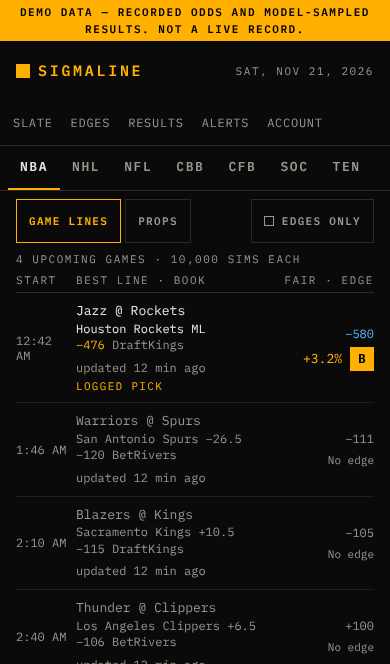 DEMO DATA — RECORDED ODDS AND MODEL-SAMPLED
RESULTS. NOT A LIVE RECORD.
SIGMALINE
SAT, NOV 21, 2026
SLATE EDGES RESULTS ALERTS ACCOUNT
NBA NHL NFL CBB CFB SOC TEN
GAME LINES PROPS EDGES ONLY
4 UPCOMING GAMES · 10,000 SIMS EACH
START BEST LINE · BOOK FAIR · EDGE
12:42 AM
Jazz @ Rockets
Houston Rockets ML
−476 DraftKings
updated 12 min ago
LOGGED PICK
−580
+3.2% B
1:46 AM
Warriors @ Spurs
San Antonio Spurs −26.5
−120 BetRivers
updated 12 min ago
−111
No edge
2:10 AM
Blazers @ Kings
Sacramento Kings +10.5
−115 DraftKings
updated 12 min ago
−105
No edge
2:40 AM
Thunder @ Clippers
Los Angeles Clippers +6.5
−106 BetRivers
updated 12 min ago
+100
No edge